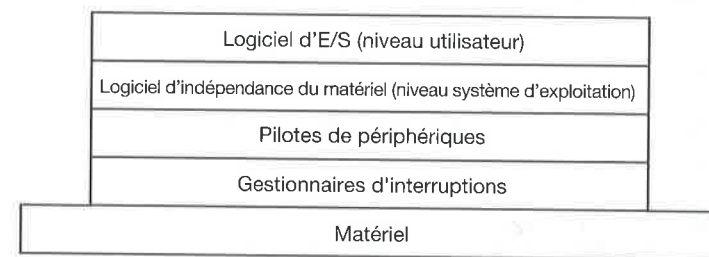 Logiciel d'E/S (niveau utilisateur)
Logiciel d'indépendance du matériel (niveau système d'exploitation)
Pilotes de périphériques
Gestionnaires d'interruptions
Matériel